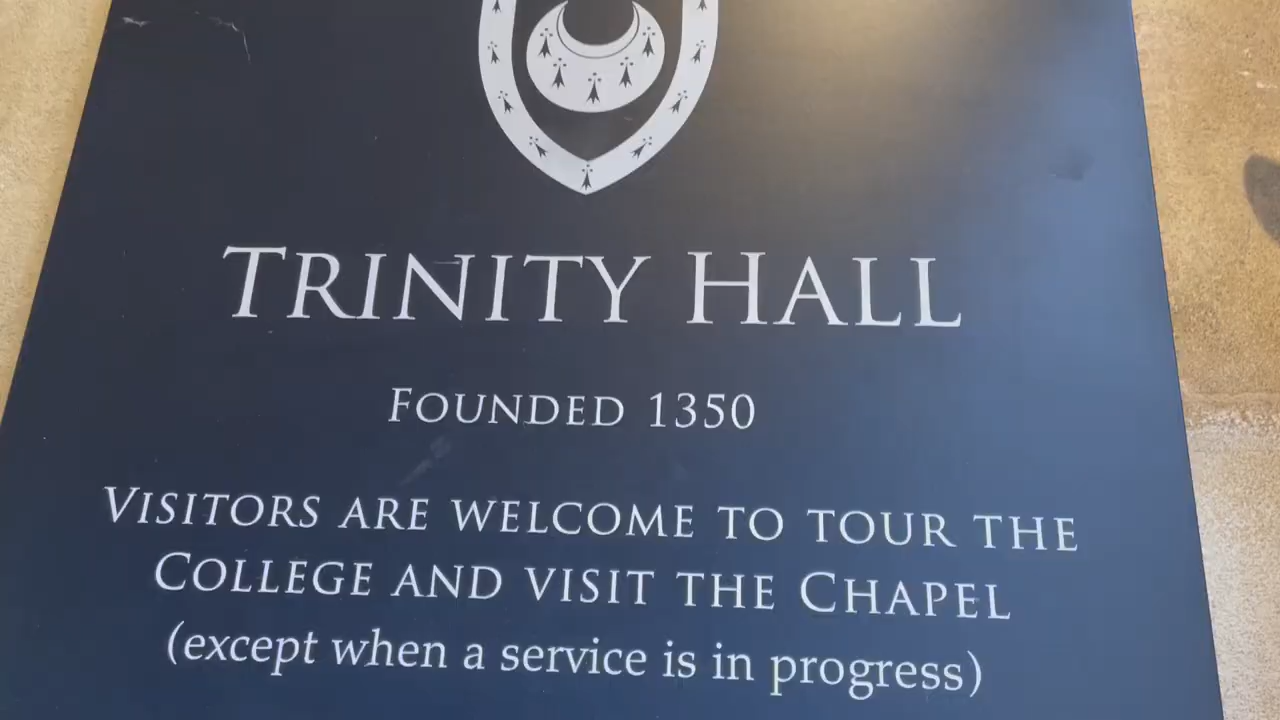 TRINITY HALL
FOUNDED 1350
VISITORS ARE WELCOME TO TOUR THE
COLLEGE AND VISIT THE CHAPEL
(except when a service is in progress)